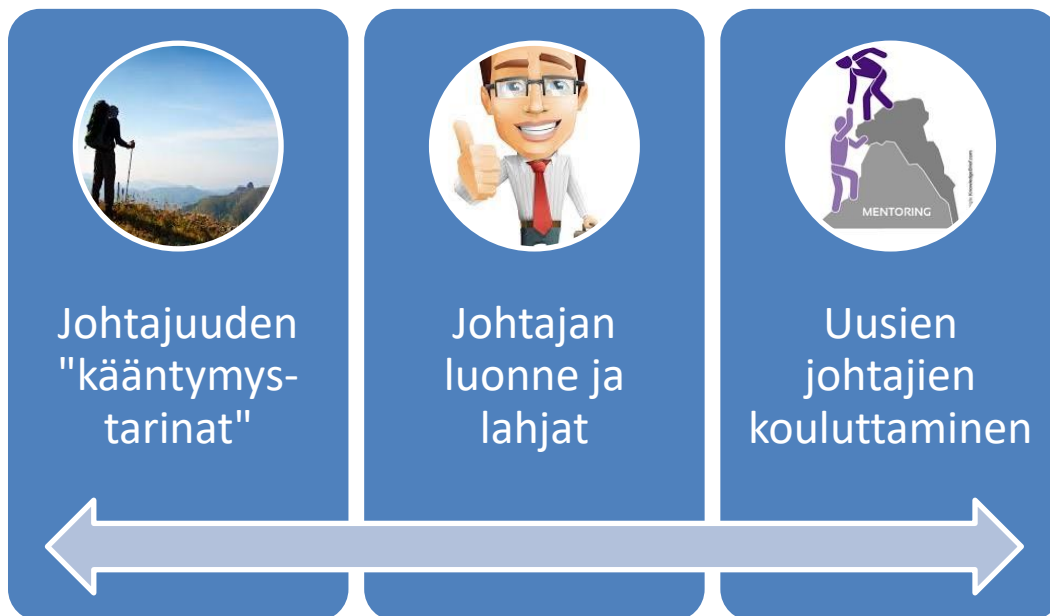 MENTORING
Johtajuuden
"kääntymys-
tarinat"
Johtajan
luonne ja
lahjat
Uusien
johtajien
kouluttaminen